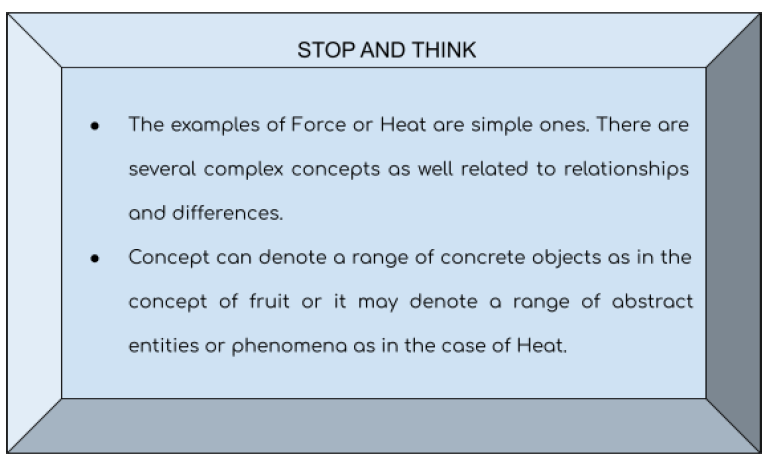 STOP AND THINK
● The examples of Force or Heat are simple ones. There are
several complex concepts as well related to relationships
and differences.
● Concept can denote a range of concrete objects as in the
concept of fruit or it may denote a range of abstract
entities or phenomena as in the case of Heat.